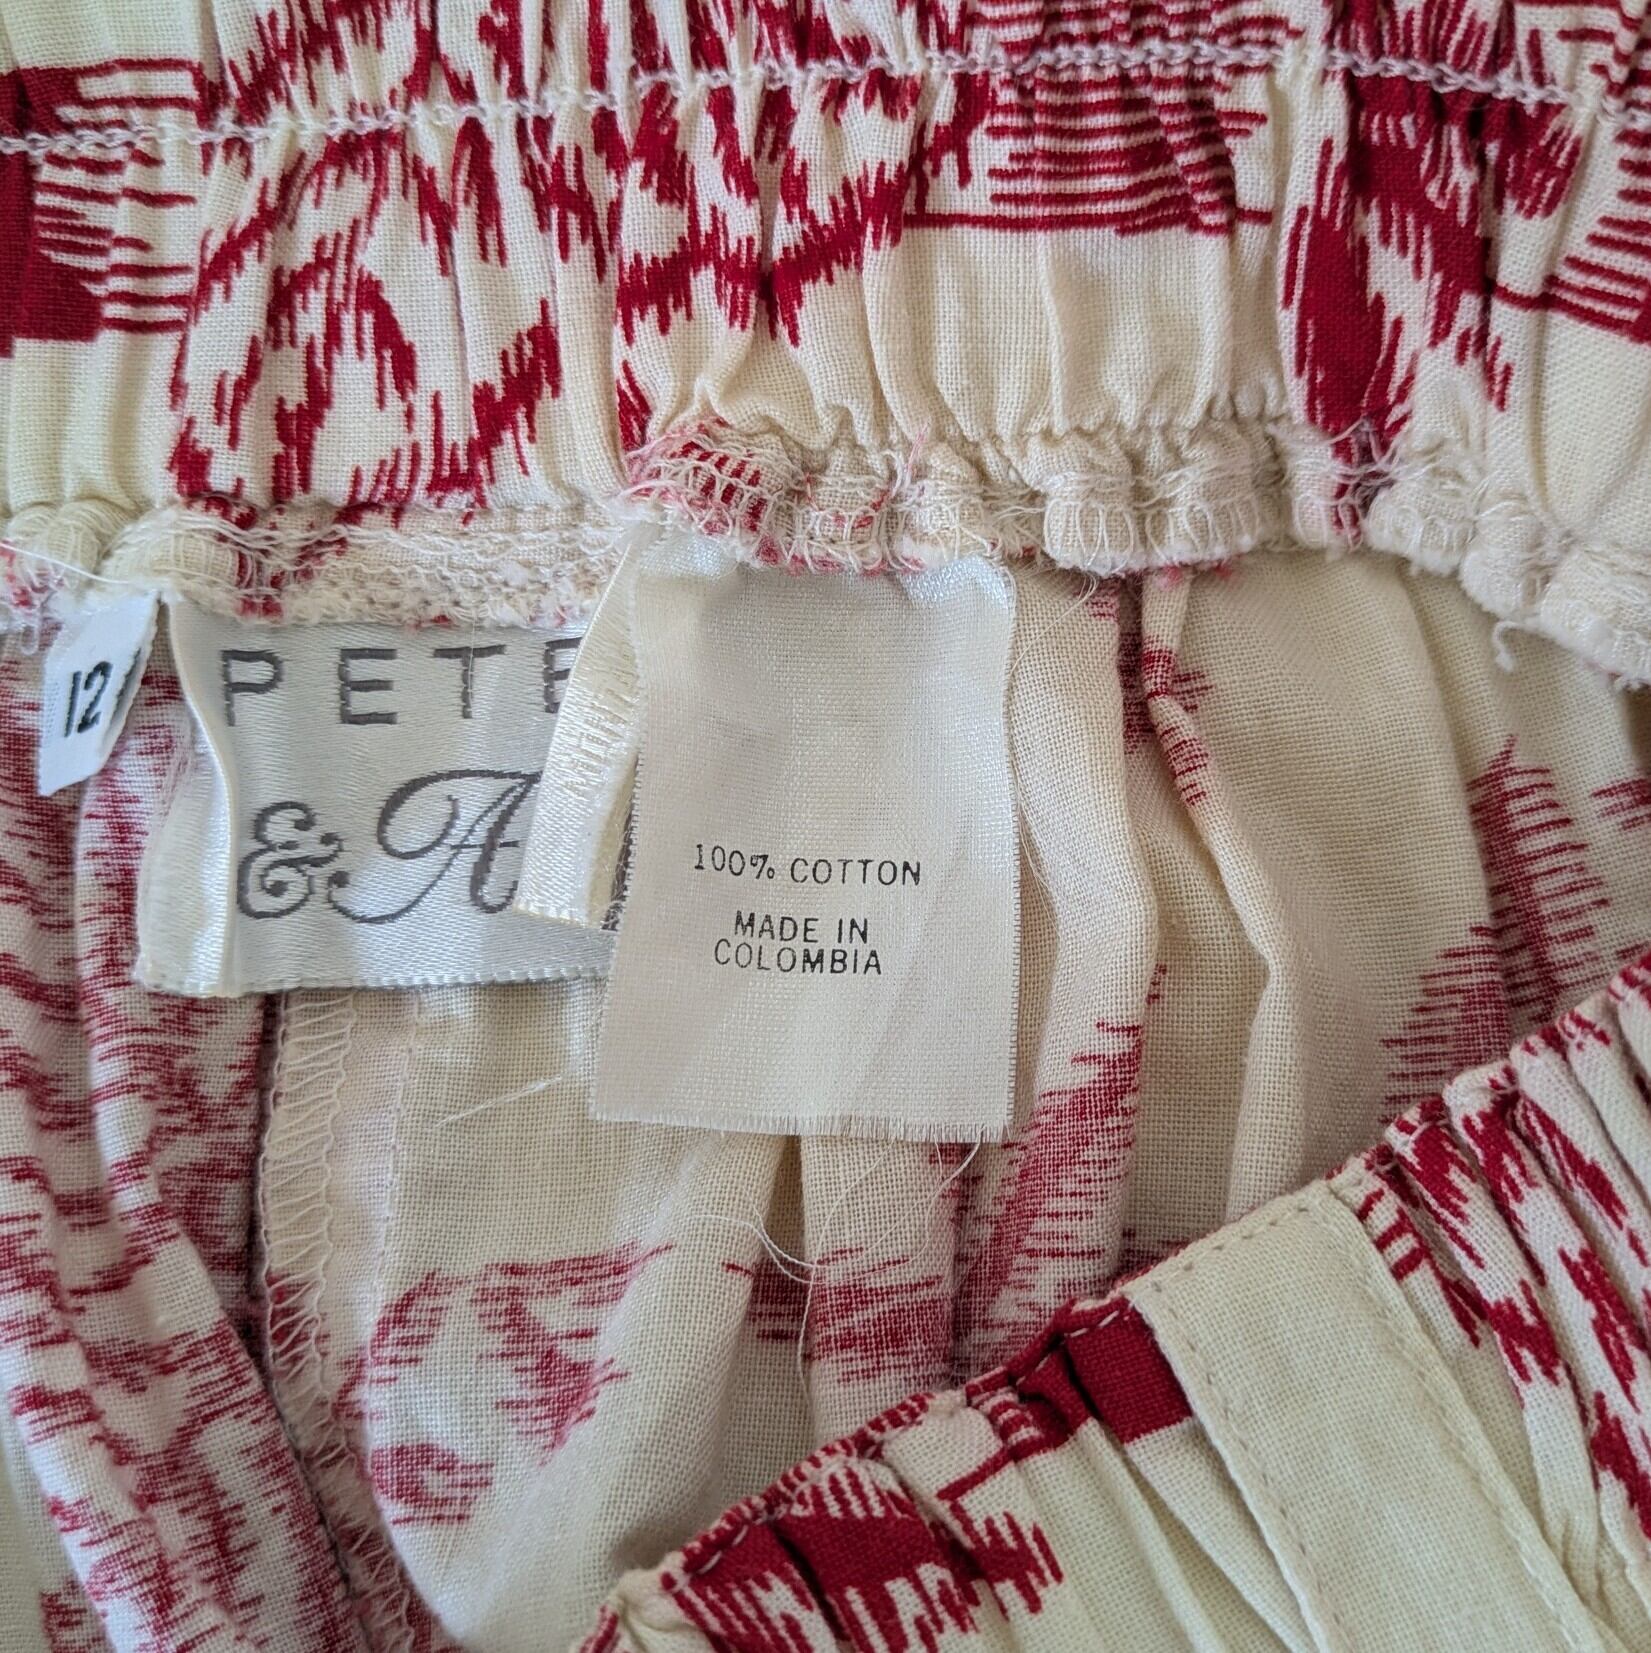 12
PETE
& A
100% COTTON
MADE IN
COLOMBIA